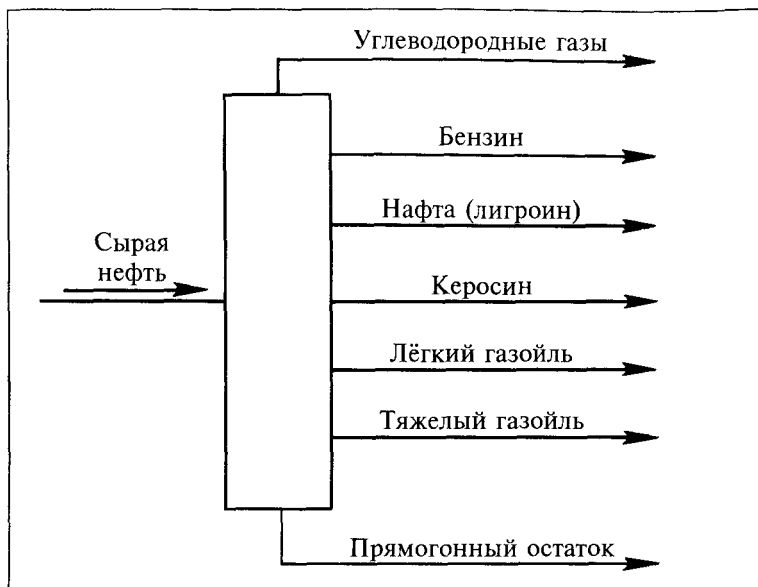 Углеводородные газы
Бензин
Нафта (лигроин)
Сырая
нефть
Керосин
Лёгкий газойль
Тяжелый газойль
Прямогонный остаток